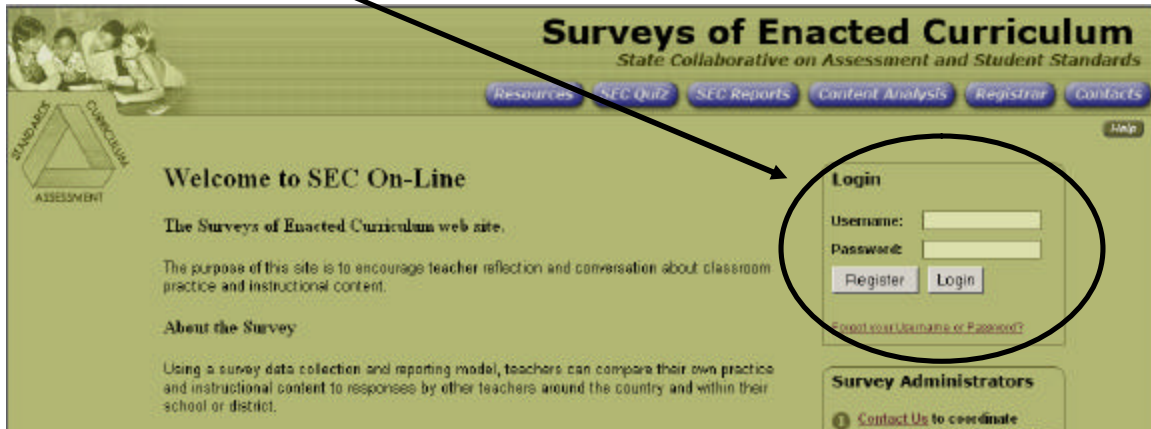 Surveys of Enacted Curriculum
State Collaborative on Assessment and Student Standards
Resources SEC Quiz SEC Reports Content Analysis Registrar Contacts
Help
STANDARDS CURRICULUM
ASSESSMENT
Welcome to SEC On-Line
The Surveys of Enacted Curriculum web site.
The purpose of this site is to encourage teacher reflection and conversation about classroom
practice and instructional content.
About the Survey
Using a survey data collection and reporting model, teachers can compare their own practice
and instructional content to responses by other teachers around the country and within their
school or district.
Login
Username:
Password:
Register Login
Forgot your Username or Password?
Survey Administrators
Contact Us to coordinate